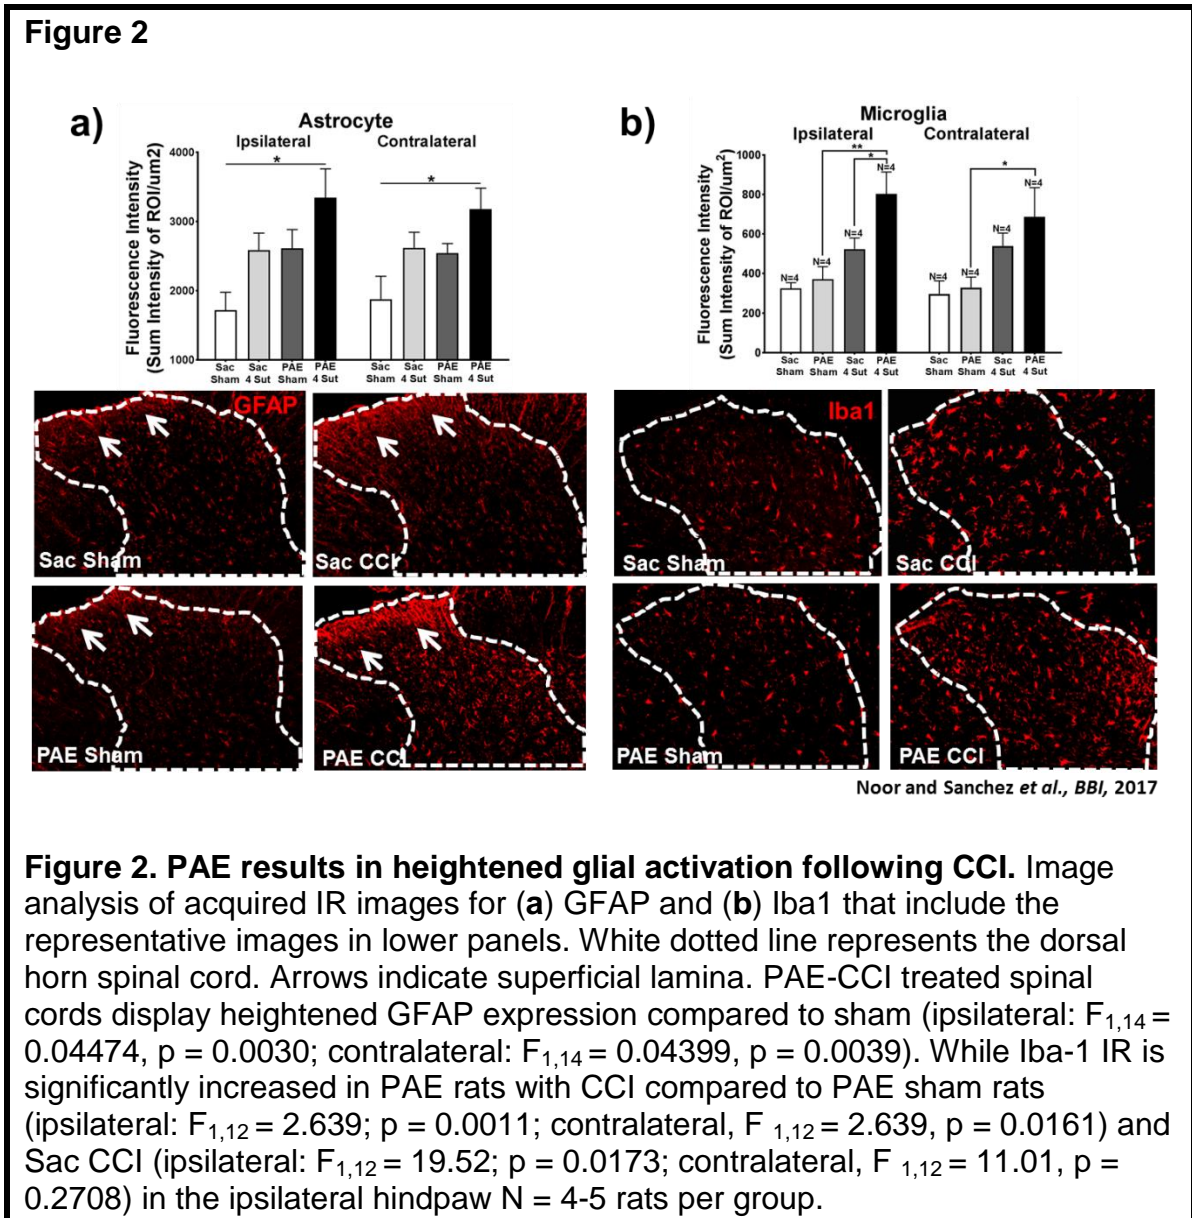 Figure 2
a)
Astrocyte
Ipsilateral
Contralateral
Fluorescence Intensity
(Sum Intensity of ROI/um2)
4000
3000
2000
1000
*
*
Sac Sham
Sac 4 Sut
PAE Sham
PAE 4 Sut
Sac Sham
Sac 4 Sut
PAE Sham
PAE 4 Sut
b)
Microglia
Ipsilateral
Contralateral
Fluorescence Intensity
(Sum Intensity of ROI/um²)
1000
800
600
400
200
0
**
*
*
N=4
N=4
N=4
N=4
N=4
N=4
N=4
N=4
Sac Sham
PAE Sham
Sac 4 Sut
PAE 4 Sut
Sac Sham
PAE Sham
Sac 4 Sut
PAE 4 Sut
GFAP
Sac Sham
Sac CCI
PAE Sham
PAE CCI
Iba1
Sac Sham
Sac CCI
PAE Sham
PAE CCI
Noor and Sanchez et al., BBI, 2017
Figure 2. PAE results in heightened glial activation following CCI. Image
analysis of acquired IR images for (a) GFAP and (b) Iba1 that include the
representative images in lower panels. White dotted line represents the dorsal
horn spinal cord. Arrows indicate superficial lamina. PAE-CCI treated spinal
cords display heightened GFAP expression compared to sham (ipsilateral: F1,14 =
0.04474, p = 0.0030; contralateral: F1,14 = 0.04399, p = 0.0039). While Iba-1 IR is
significantly increased in PAE rats with CCI compared to PAE sham rats
(ipsilateral: F1,12 = 2.639; p = 0.0011; contralateral, F 1,12 = 2.639, p = 0.0161) and
Sac CCI (ipsilateral: F1,12 = 19.52; p = 0.0173; contralateral, F 1,12 = 11.01, p =
0.2708) in the ipsilateral hindpaw N = 4-5 rats per group.